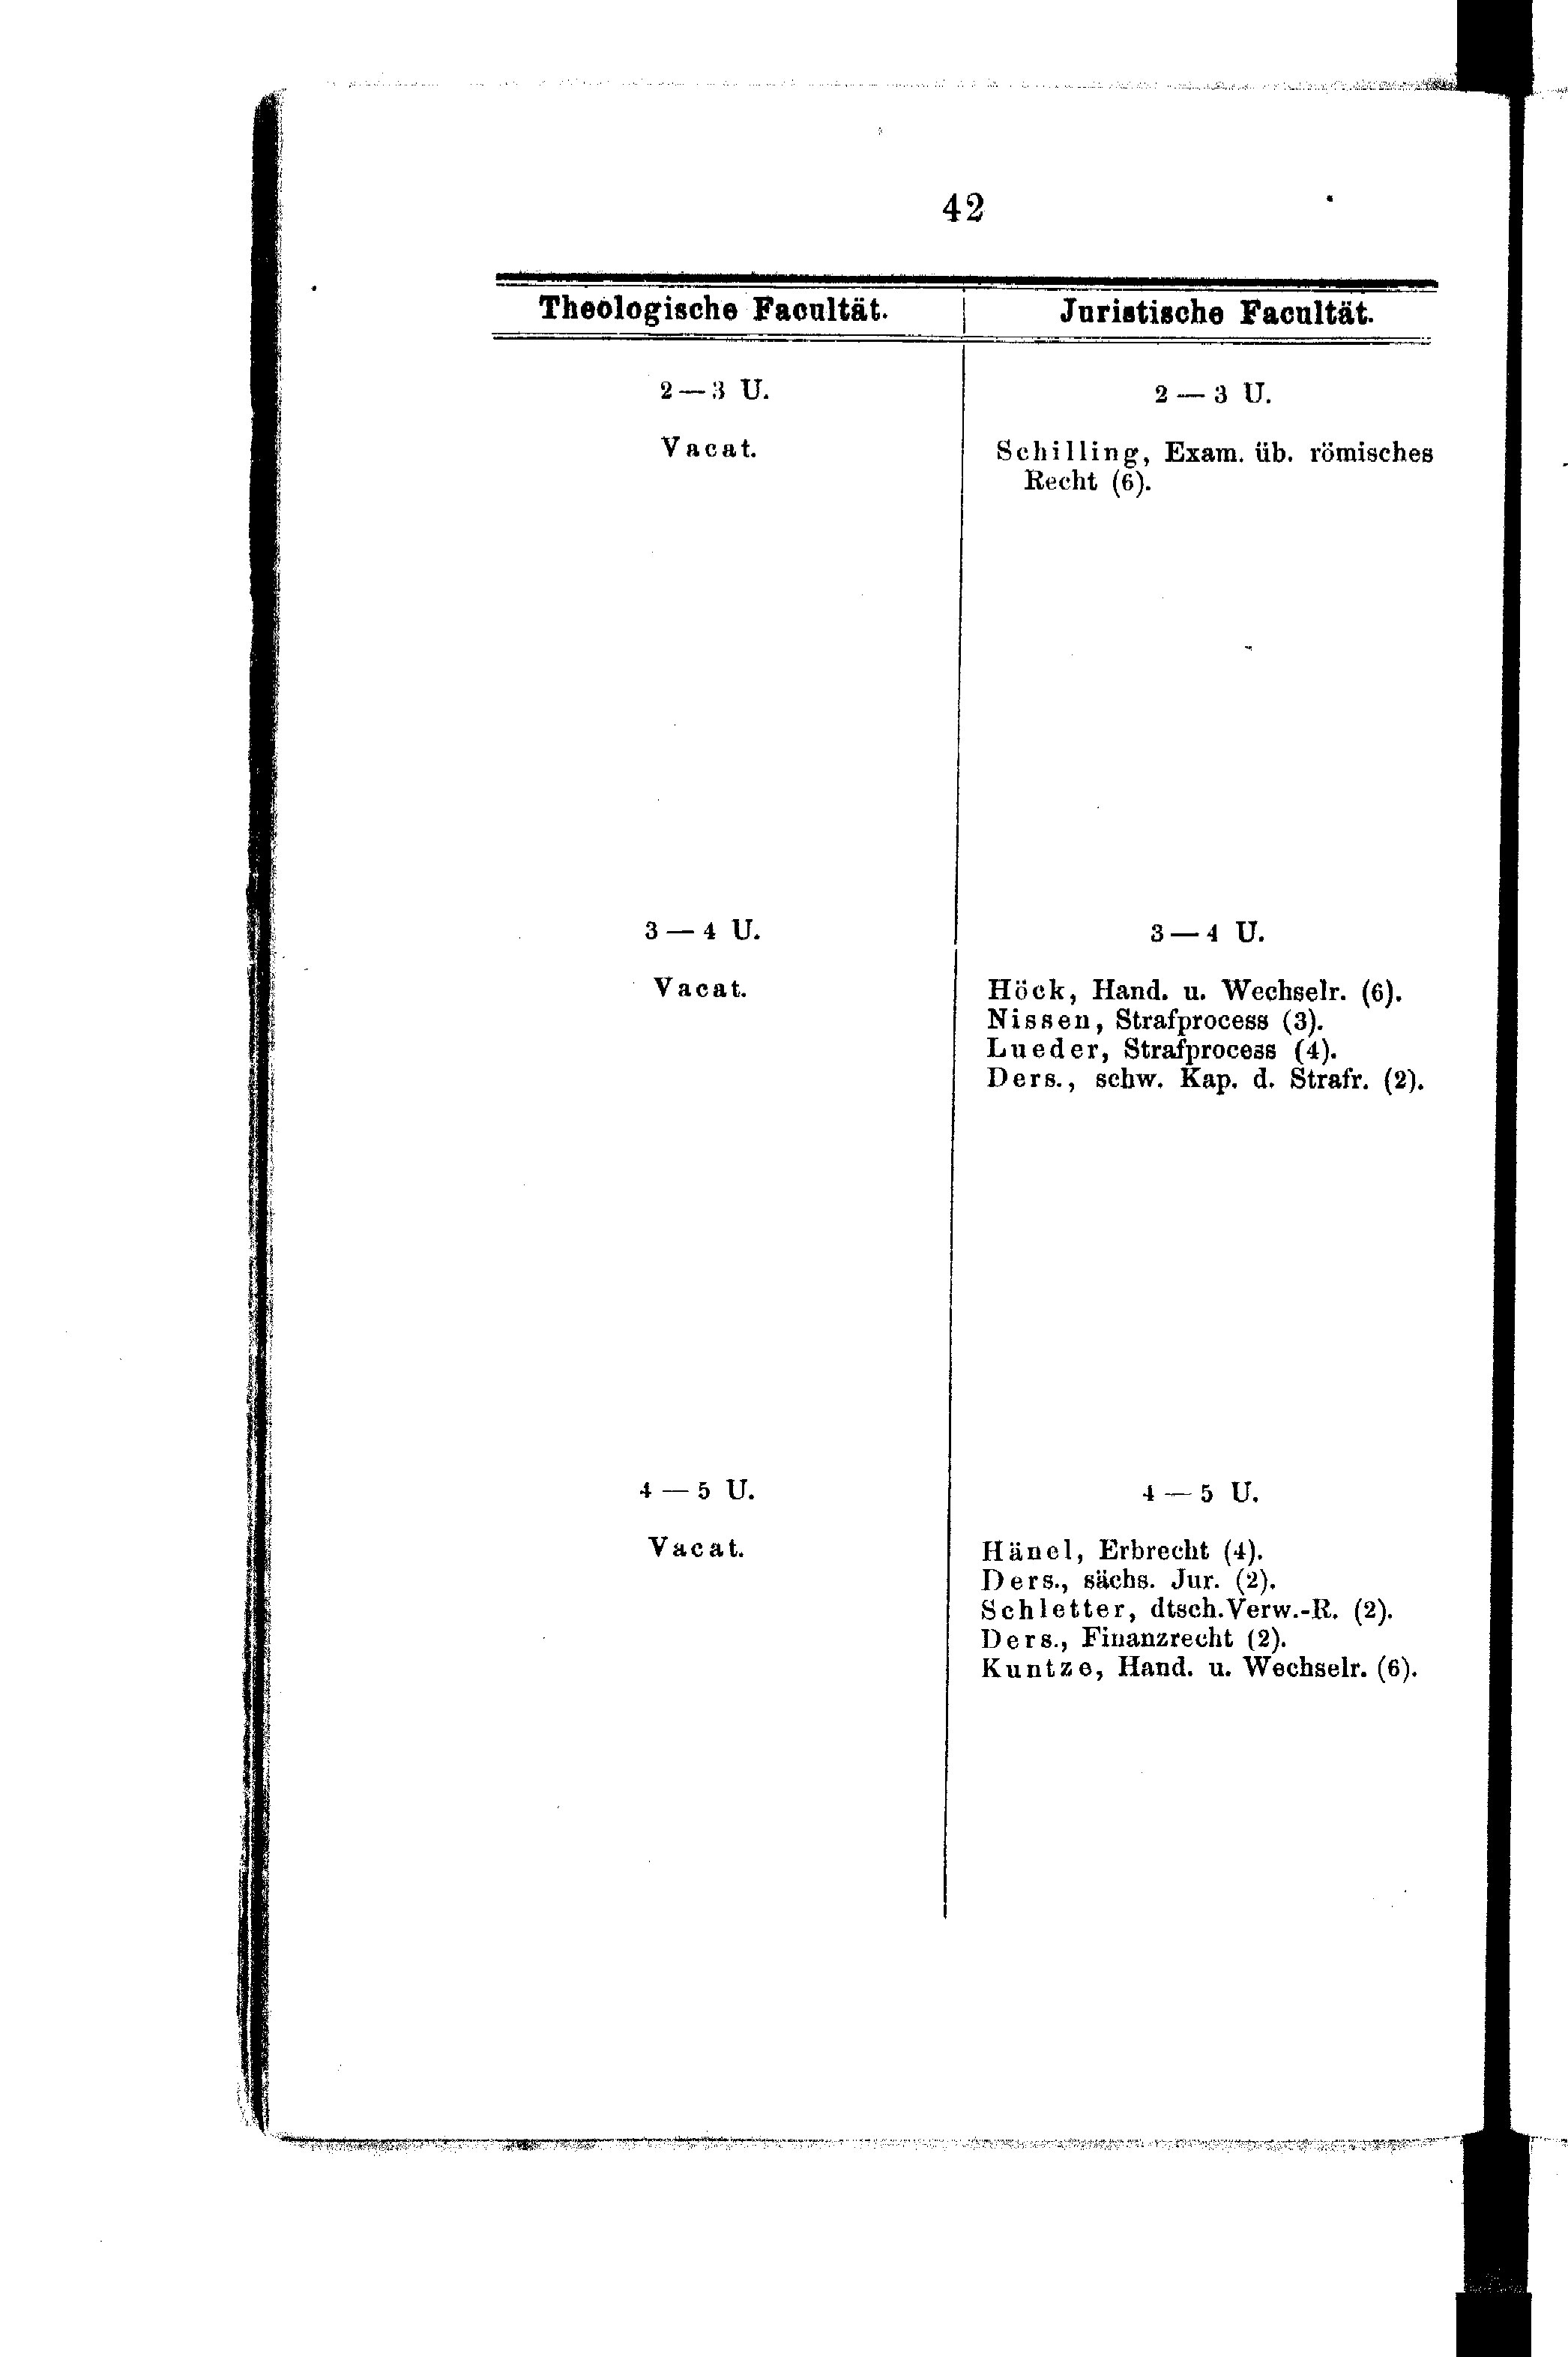 42
Theologische Facultät.
Juristische Facultät.
2 — 3 U.
Vacat.
2 — 3 U.
Schilling, Exam. üb. römisches
Recht (6).
3 — 4 U.
Vacat.
3 — 4 U.
Höck, Hand. u. Wechselr. (6).
Nissen, Strafprocess (3).
Lueder, Strafprocess (4).
Ders., schw. Kap. d. Strafr. (2).
4 — 5 U.
Vacat.
4 — 5 U.
Hänel, Erbrecht (4).
Ders., sächs. Jur. (2).
Schletter, dtsch. Verw.-R. (2).
Ders., Finanzrecht (2).
Kuntze, Hand. u. Wechselr. (6).